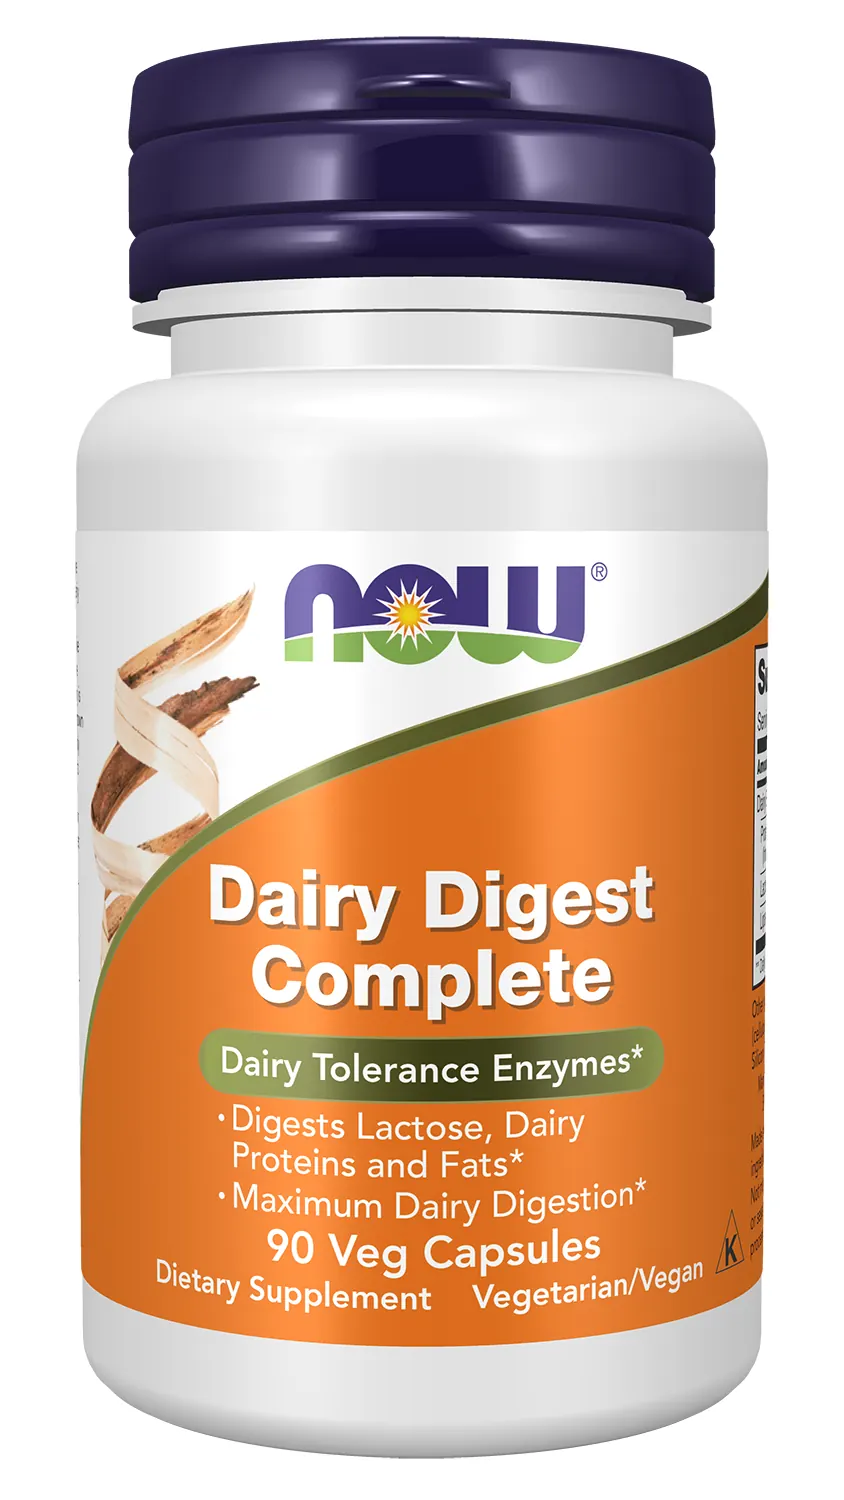 now®
Dairy Digest
Complete
Dairy Tolerance Enzymes*
• Digests Lactose, Dairy
Proteins and Fats*
• Maximum Dairy Digestion*
90 Veg Capsules
Dietary Supplement Vegetarian/Vegan
K